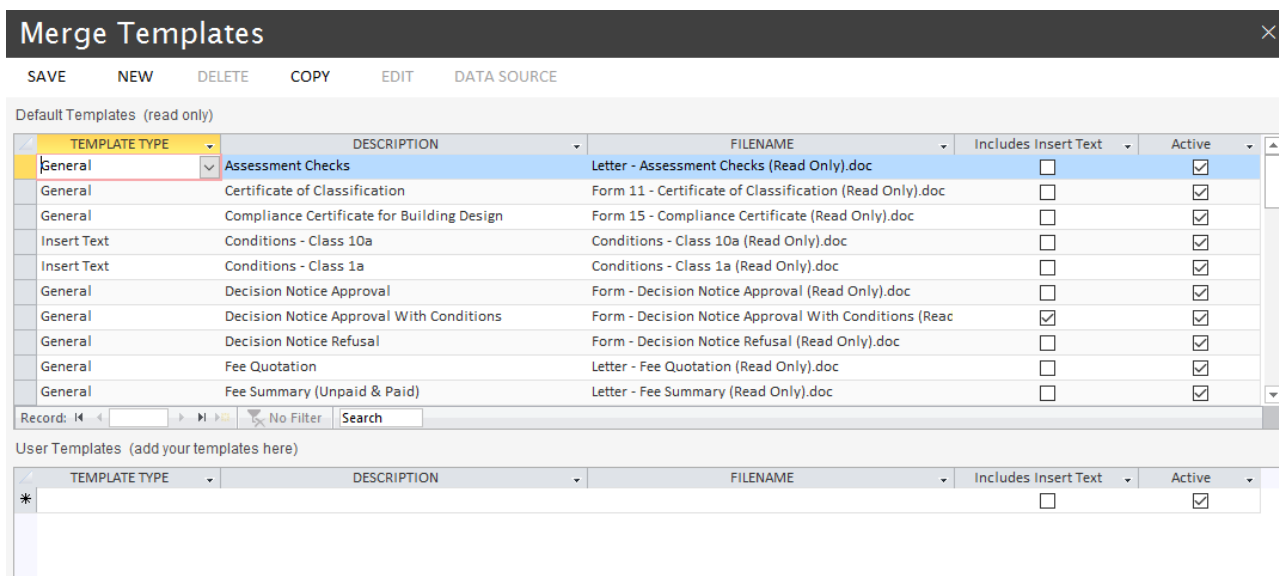 Merge Templates
SAVE NEW DELETE COPY EDIT DATA SOURCE
Default Templates (read only)
TEMPLATE TYPE DESCRIPTION FILENAME Includes Insert Text Active
General Assessment Checks Letter - Assessment Checks (Read Only).doc
General Certificate of Classification Form 11 - Certificate of Classification (Read Only).doc
General Compliance Certificate for Building Design Form 15 - Compliance Certificate (Read Only).doc
Insert Text Conditions - Class 10a Conditions - Class 10a (Read Only).doc
Insert Text Conditions - Class 1a Conditions - Class 1a (Read Only).doc
General Decision Notice Approval Form - Decision Notice Approval (Read Only).doc
General Decision Notice Approval With Conditions Form - Decision Notice Approval With Conditions (Reac
General Decision Notice Refusal Form - Decision Notice Refusal (Read Only).doc
General Fee Quotation Letter - Fee Quotation (Read Only).doc
General Fee Summary (Unpaid & Paid) Letter - Fee Summary (Read Only).doc
Record: No Filter Search
User Templates (add your templates here)
TEMPLATE TYPE DESCRIPTION FILENAME Includes Insert Text Active